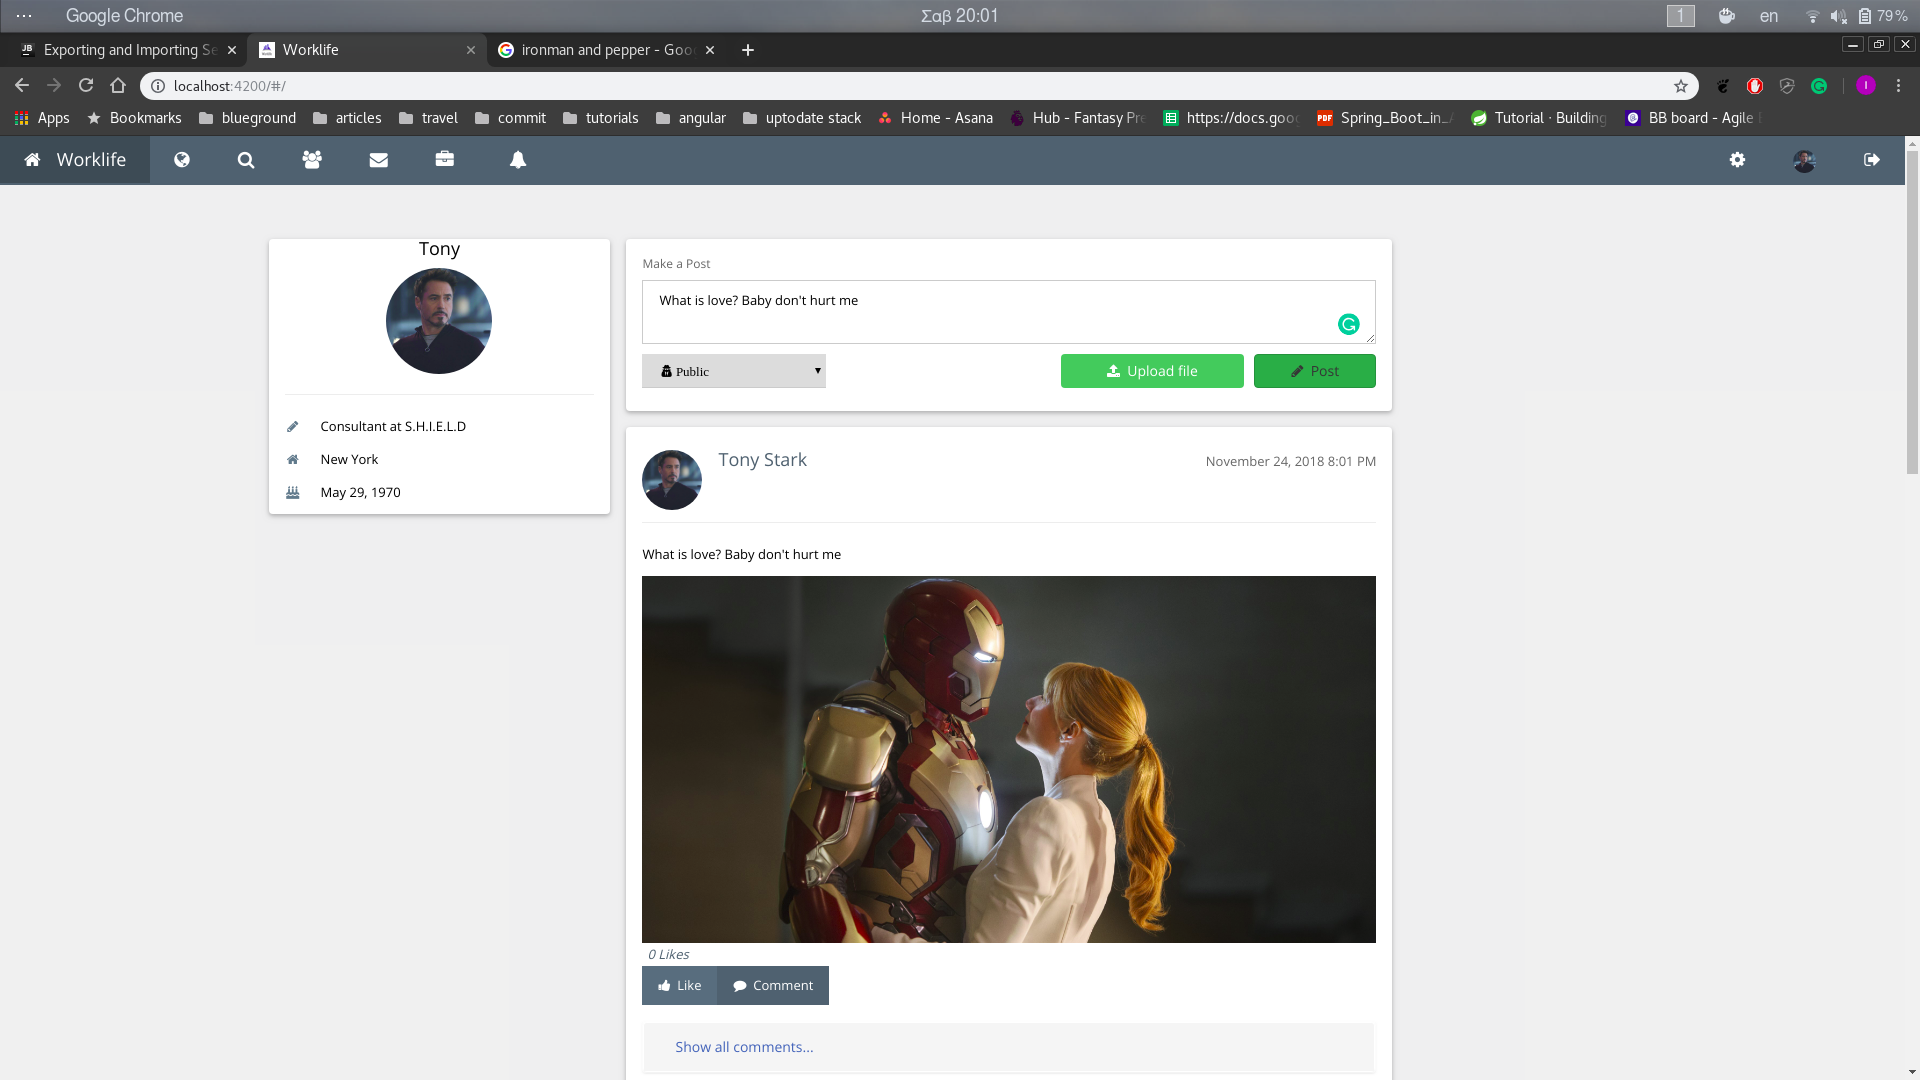 Google Chrome
Σαβ 20:01
1
en
79 %
Exporting and Importing Se
Worklife
ironman and pepper - Goo
localhost:4200/#/
Apps
Bookmarks
blueground
articles
travel
commit
tutorials
angular
uptodate stack
Home - Asana
Hub - Fantasy Pre
https://docs.goo
Spring_Boot_in_
Tutorial · Building
BB board - Agile
Worklife
Tony
Consultant at S.H.I.E.L.D
New York
May 29, 1970
Make a Post
What is love? Baby don't hurt me
Public
Upload file
Post
Tony Stark
November 24, 2018 8:01 PM
What is love? Baby don't hurt me
0 Likes
Like
Comment
Show all comments...